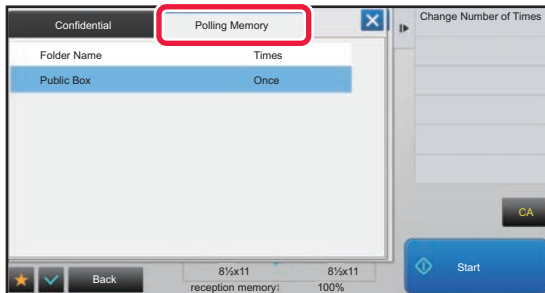 Confidential
Polling Memory
Change Number of Times
Folder Name Times
Public Box Once
CA
Start
Back
8½x11 8½x11
reception memory: 100%